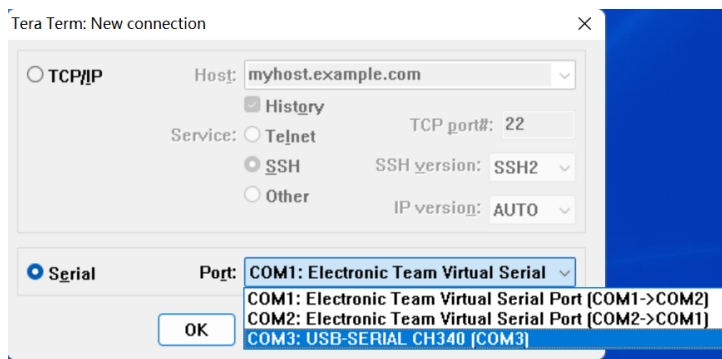 Tera Term: New connection
TCP/IP Host: myhost.example.com
History
Service: Telnet TCP port#: 22
SSH SSH version: SSH2
Other IP version: AUTO
Serial Port: COM1: Electronic Team Virtual Serial
COM1: Electronic Team Virtual Serial Port (COM1->COM2)
COM2: Electronic Team Virtual Serial Port (COM2->COM1)
OK COM3: USB-SERIAL CH340 (COM3)